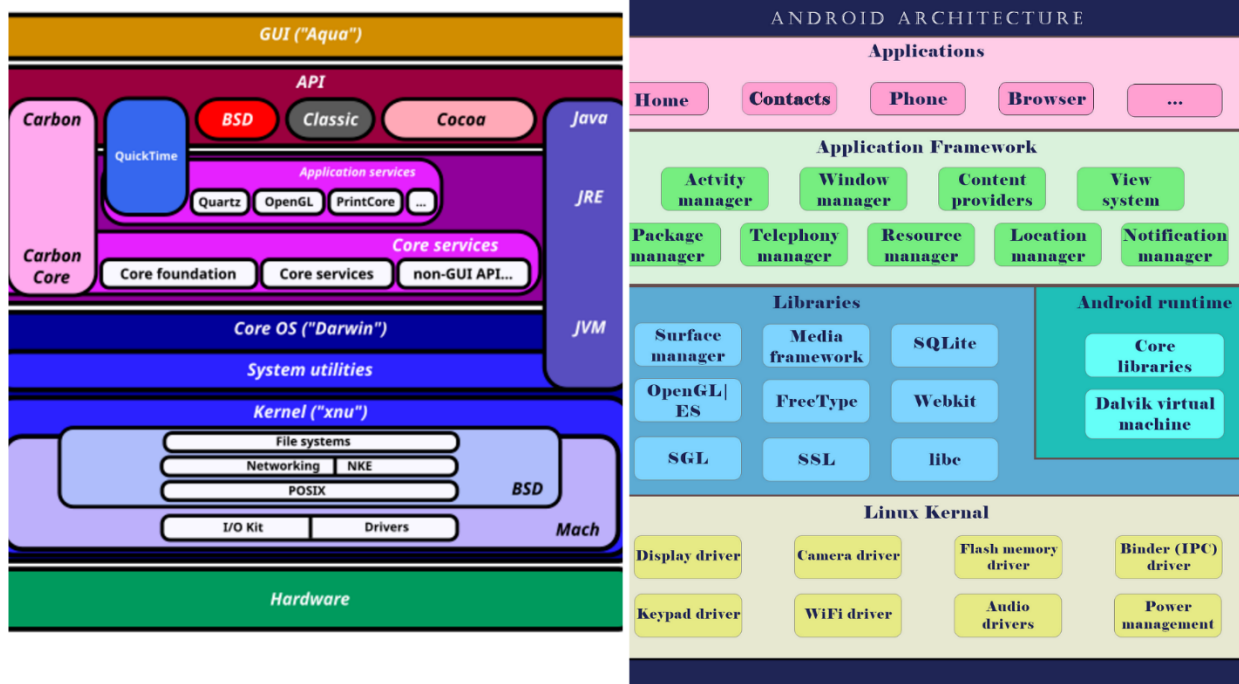 GUI ("Aqua")
API
Carbon
QuickTime
BSD
Classic
Cocoa
Java
Application services
Quartz
OpenGL
PrintCore
...
JRE
Carbon
Core
Core services
Core foundation
Core services
non-GUI API...
Core OS ("Darwin")
JVM
System utilities
Kernel ("xnu")
File systems
Networking
NKE
POSIX
BSD
I/O Kit
Drivers
Mach
Hardware
ANDROID ARCHITECTURE
Applications
Home
Contacts
Phone
Browser
...
Application Framework
Actvity
manager
Window
manager
Content
providers
View
system
Package
manager
Telephony
manager
Resource
manager
Location
manager
Notification
manager
Libraries
Surface
manager
Media
framework
SQLite
OpenGL|
ES
FreeType
Webkit
SGL
SSL
libc
Android runtime
Core
libraries
Dalvik virtual
machine
Linux Kernal
Display driver
Camera driver
Flash memory
driver
Binder (IPC)
driver
Keypad driver
WiFi driver
Audio
drivers
Power
management